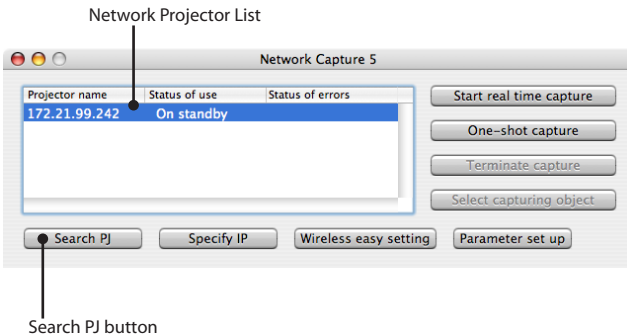 Network Projector List
Network Capture 5
Projector name Status of use Status of errors
172.21.99.242 On standby
Start real time capture
One-shot capture
Terminate capture
Select capturing object
Search PJ Specify IP Wireless easy setting Parameter set up
Search PJ button